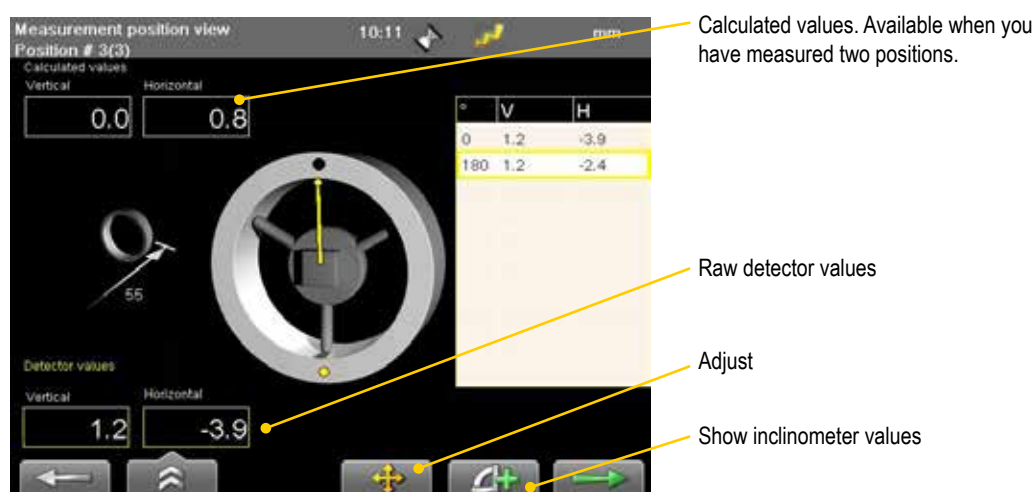 Measurement position view
10:11
mm
Position # 3(3)
Calculated values
Vertical Horizontal
0.0 0.8
° V H
0 1.2 -3.9
180 1.2 -2.4
55
Detector values
Vertical Horizontal
1.2 -3.9
Calculated values. Available when you
have measured two positions.
Raw detector values
Adjust
Show inclinometer values